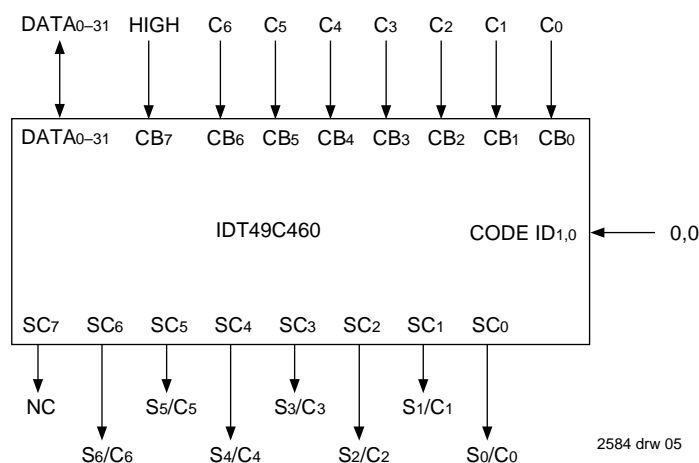 DATA0–31 HIGH C6 C5 C4 C3 C2 C1 C0
DATA0–31 CB7 CB6 CB5 CB4 CB3 CB2 CB1 CB0
IDT49C460 CODE ID1,0 0,0
SC7 SC6 SC5 SC4 SC3 SC2 SC1 SC0
NC S5/C5 S3/C3 S1/C1
S6/C6 S4/C4 S2/C2 S0/C0
2584 drw 05